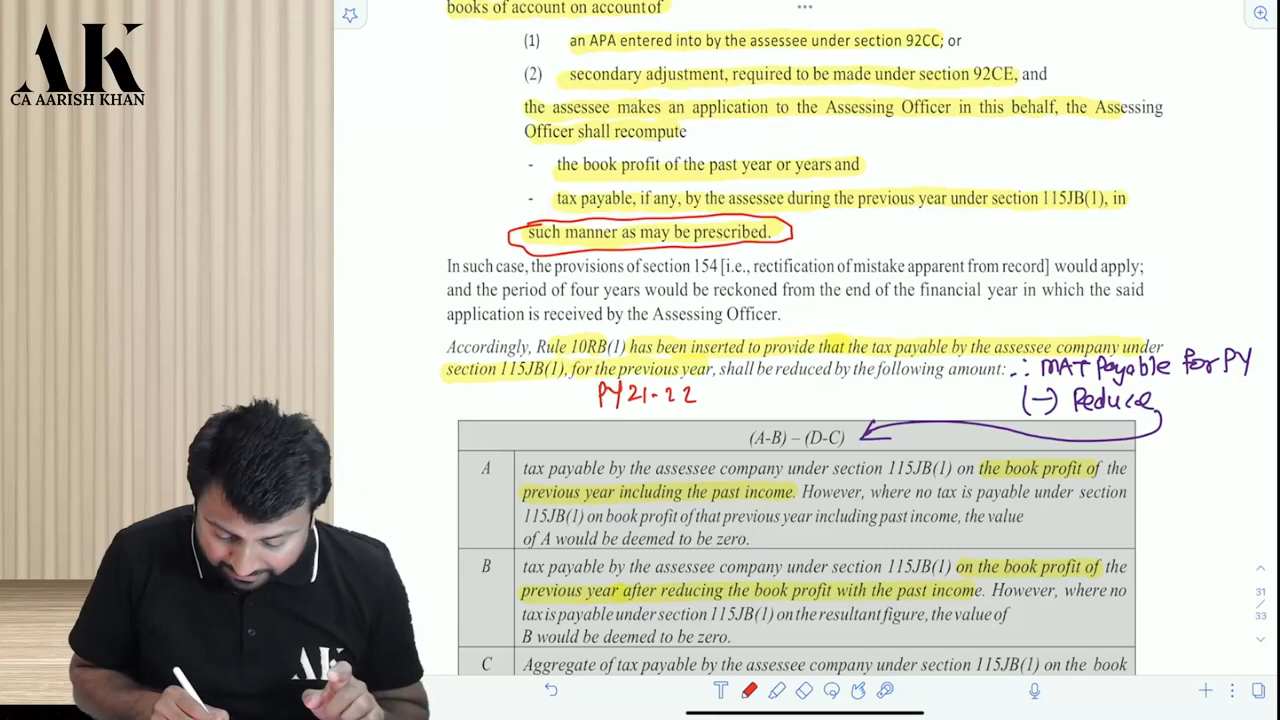 AK
CA AARISH KHAN
books of account on account of
(1) an APA entered into by the assessee under section 92CC; or
(2) secondary adjustment, required to be made under section 92CE, and
the assessee makes an application to the Assessing Officer in this behalf, the Assessing
Officer shall recompute
- the book profit of the past year or years and
- tax payable, if any, by the assessee during the previous year under section 115JB(1), in
such manner as may be prescribed.
In such case, the provisions of section 154 [i.e., rectification of mistake apparent from record] would apply;
and the period of four years would be reckoned from the end of the financial year in which the said
application is received by the Assessing Officer.
Accordingly, Rule 10RB(1) has been inserted to provide that the tax payable by the assessee company under
section 115JB(1), for the previous year, shall be reduced by the following amount: ∴ MAT Payable for PY
PY 21-22
(-) Reduce
(A-B) – (D-C)
A tax payable by the assessee company under section 115JB(1) on the book profit of the
previous year including the past income. However, where no tax is payable under section
115JB(1) on book profit of that previous year including past income, the value
of A would be deemed to be zero.
B tax payable by the assessee company under section 115JB(1) on the book profit of the
previous year after reducing the book profit with the past income. However, where no
tax is payable under section 115JB(1) on the resultant figure, the value of
B would be deemed to be zero.
C Aggregate of tax payable by the assessee company under section 115JB(1) on the book
31
/
33
AK